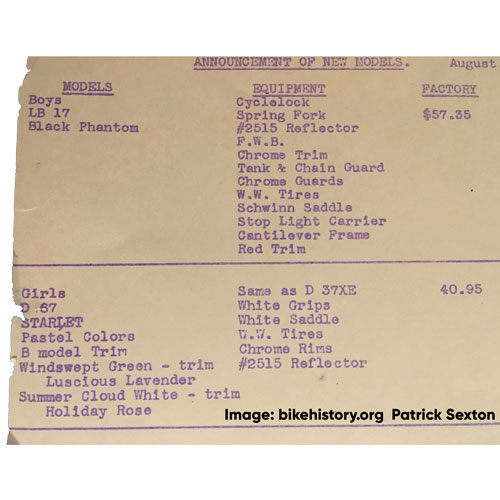 ANNOUNCEMENT OF NEW MODELS. August
MODELS EQUIPMENT FACTORY
Boys Cyclelock
LB 17 Spring Fork $57.35
Black Phantom #2515 Reflector
F.W.B.
Chrome Trim
Tank & Chain Guard
Chrome Guards
W.W. Tires
Schwinn Saddle
Stop Light Carrier
Cantilever Frame
Red Trim
Girls Same as D 37XE 40.95
D 67 White Grips
STARLET White Saddle
Pastel Colors W.W. Tires
B model Trim Chrome Rims
Windswept Green - trim #2515 Reflector
Luscious Lavender
Summer Cloud White - trim
Holiday Rose
Image: bikehistory.org Patrick Sexton